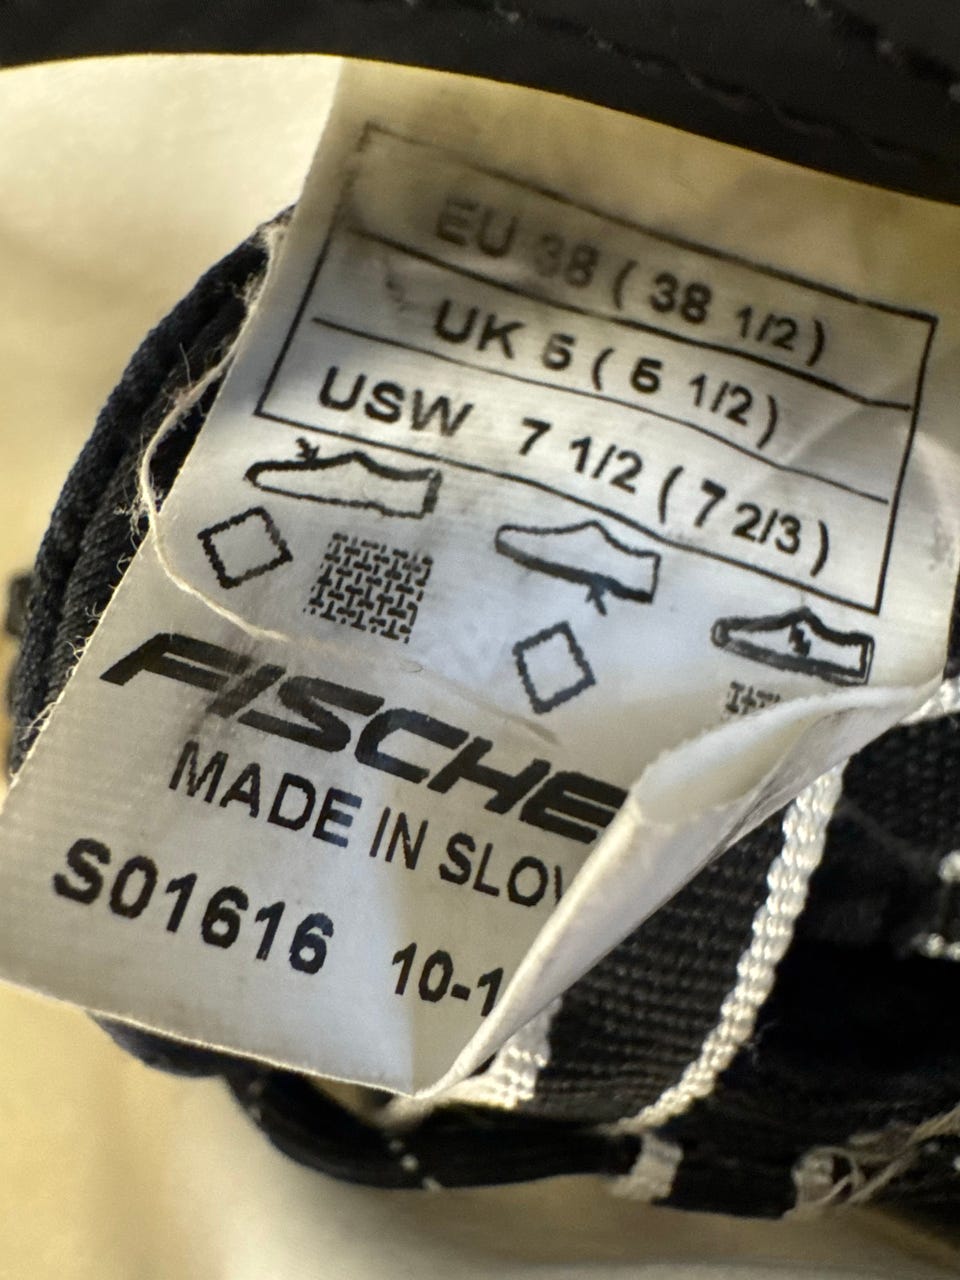 EU 38 ( 38 1/2 )
UK 5 ( 5 1/2 )
USW 7 1/2 ( 7 2/3 )
FISCHE
MADE IN SLOV
S01616 10-1